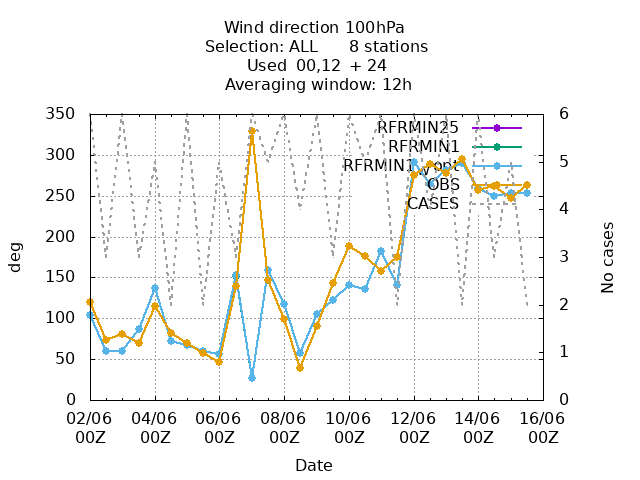 Wind direction 100hPa
Selection: ALL 8 stations
Used 00,12 + 24
Averaging window: 12h
350 6
RFRMIN25
RFRMIN1
300 5
RFRMIN1
OBS
250
CASES
4
200
3
150
2
100
50 1
0 0
deg
No cases
02/06 04/06 06/06 08/06 10/06 12/06 14/06 16/06
00Z 00Z 00Z 00Z 00Z 00Z 00Z 00Z
Date